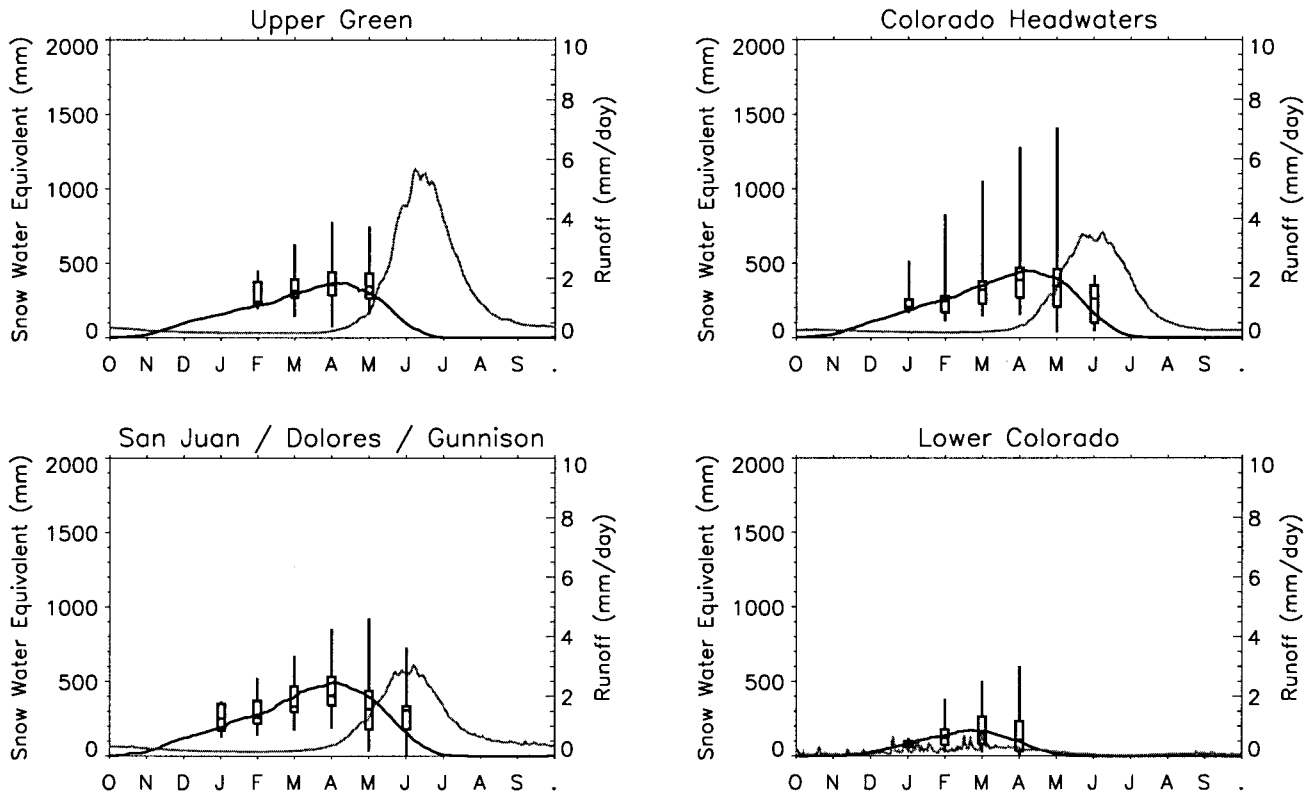 Upper Green
Snow Water Equivalent (mm)
2000
1500
1000
500
0
10
8
6
4
2
0
Runoff (mm/day)
O N D J F M A M J J A S .
Colorado Headwaters
Snow Water Equivalent (mm)
2000
1500
1000
500
0
10
8
6
4
2
0
Runoff (mm/day)
O N D J F M A M J J A S .
San Juan / Dolores / Gunnison
Snow Water Equivalent (mm)
2000
1500
1000
500
0
10
8
6
4
2
0
Runoff (mm/day)
O N D J F M A M J J A S .
Lower Colorado
Snow Water Equivalent (mm)
2000
1500
1000
500
0
10
8
6
4
2
0
Runoff (mm/day)
O N D J F M A M J J A S .